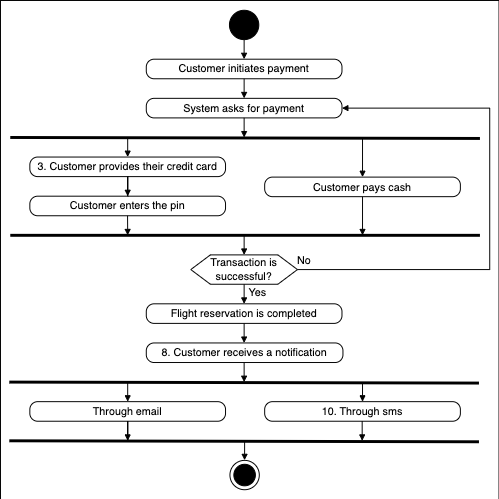 Customer initiates payment
System asks for payment
3. Customer provides their credit card
Customer pays cash
Customer enters the pin
Transaction is
successful?
No
Yes
Flight reservation is completed
8. Customer receives a notification
Through email
10. Through sms